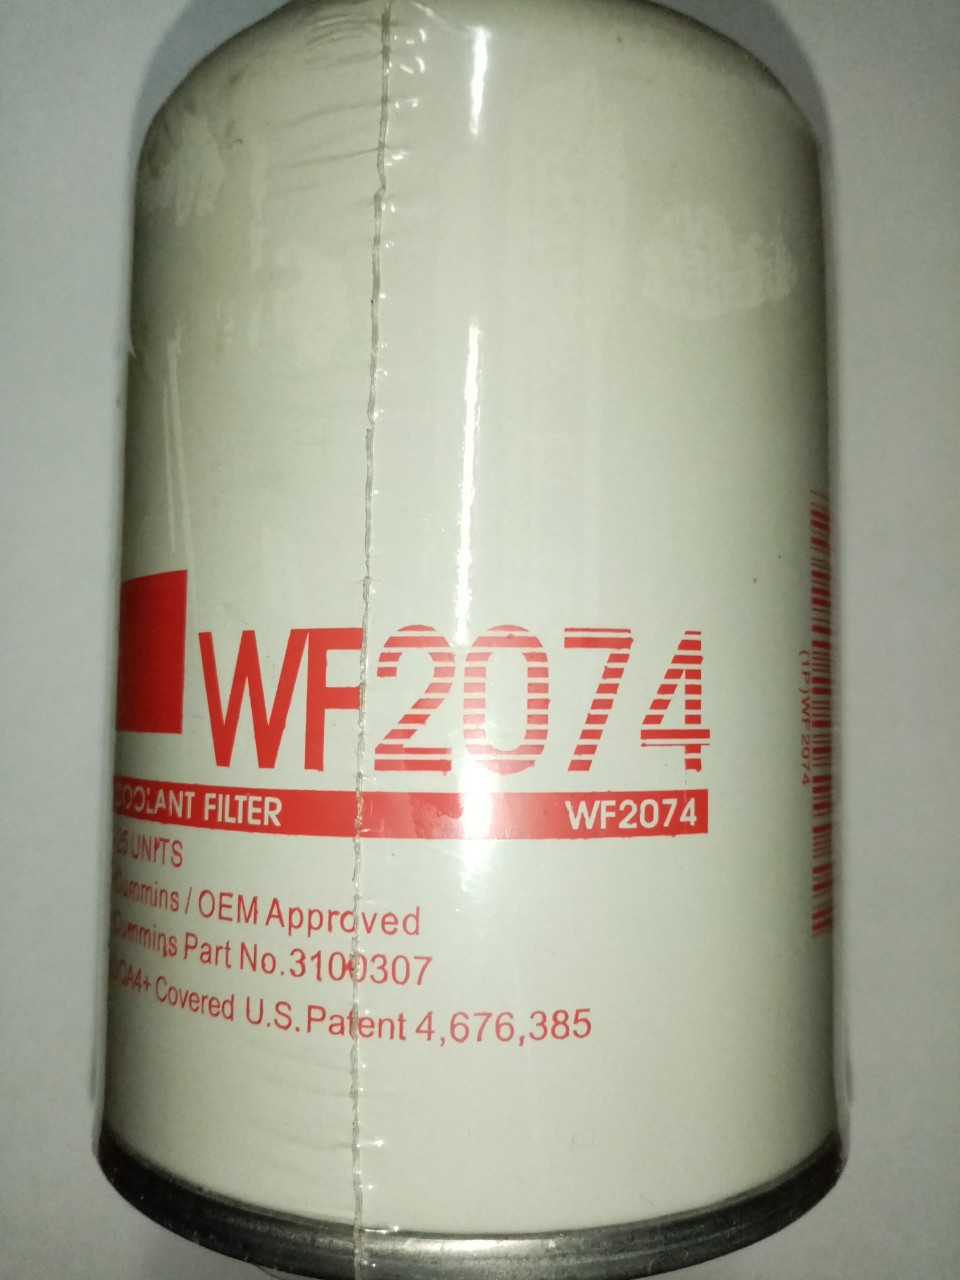 WF2074
COOLANT FILTER WF2074
UNITS
Cummins / OEM Approved
Cummins Part No.3100307
DCA4+ Covered U.S.Patent 4,676,385
(1P)WF2074